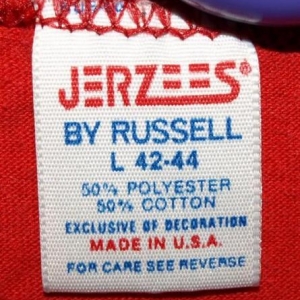 JERZEES®
BY RUSSELL
L 42-44
50% POLYESTER
50% COTTON
EXCLUSIVE OF DECORATION
MADE IN U.S.A.
FOR CARE SEE REVERSE